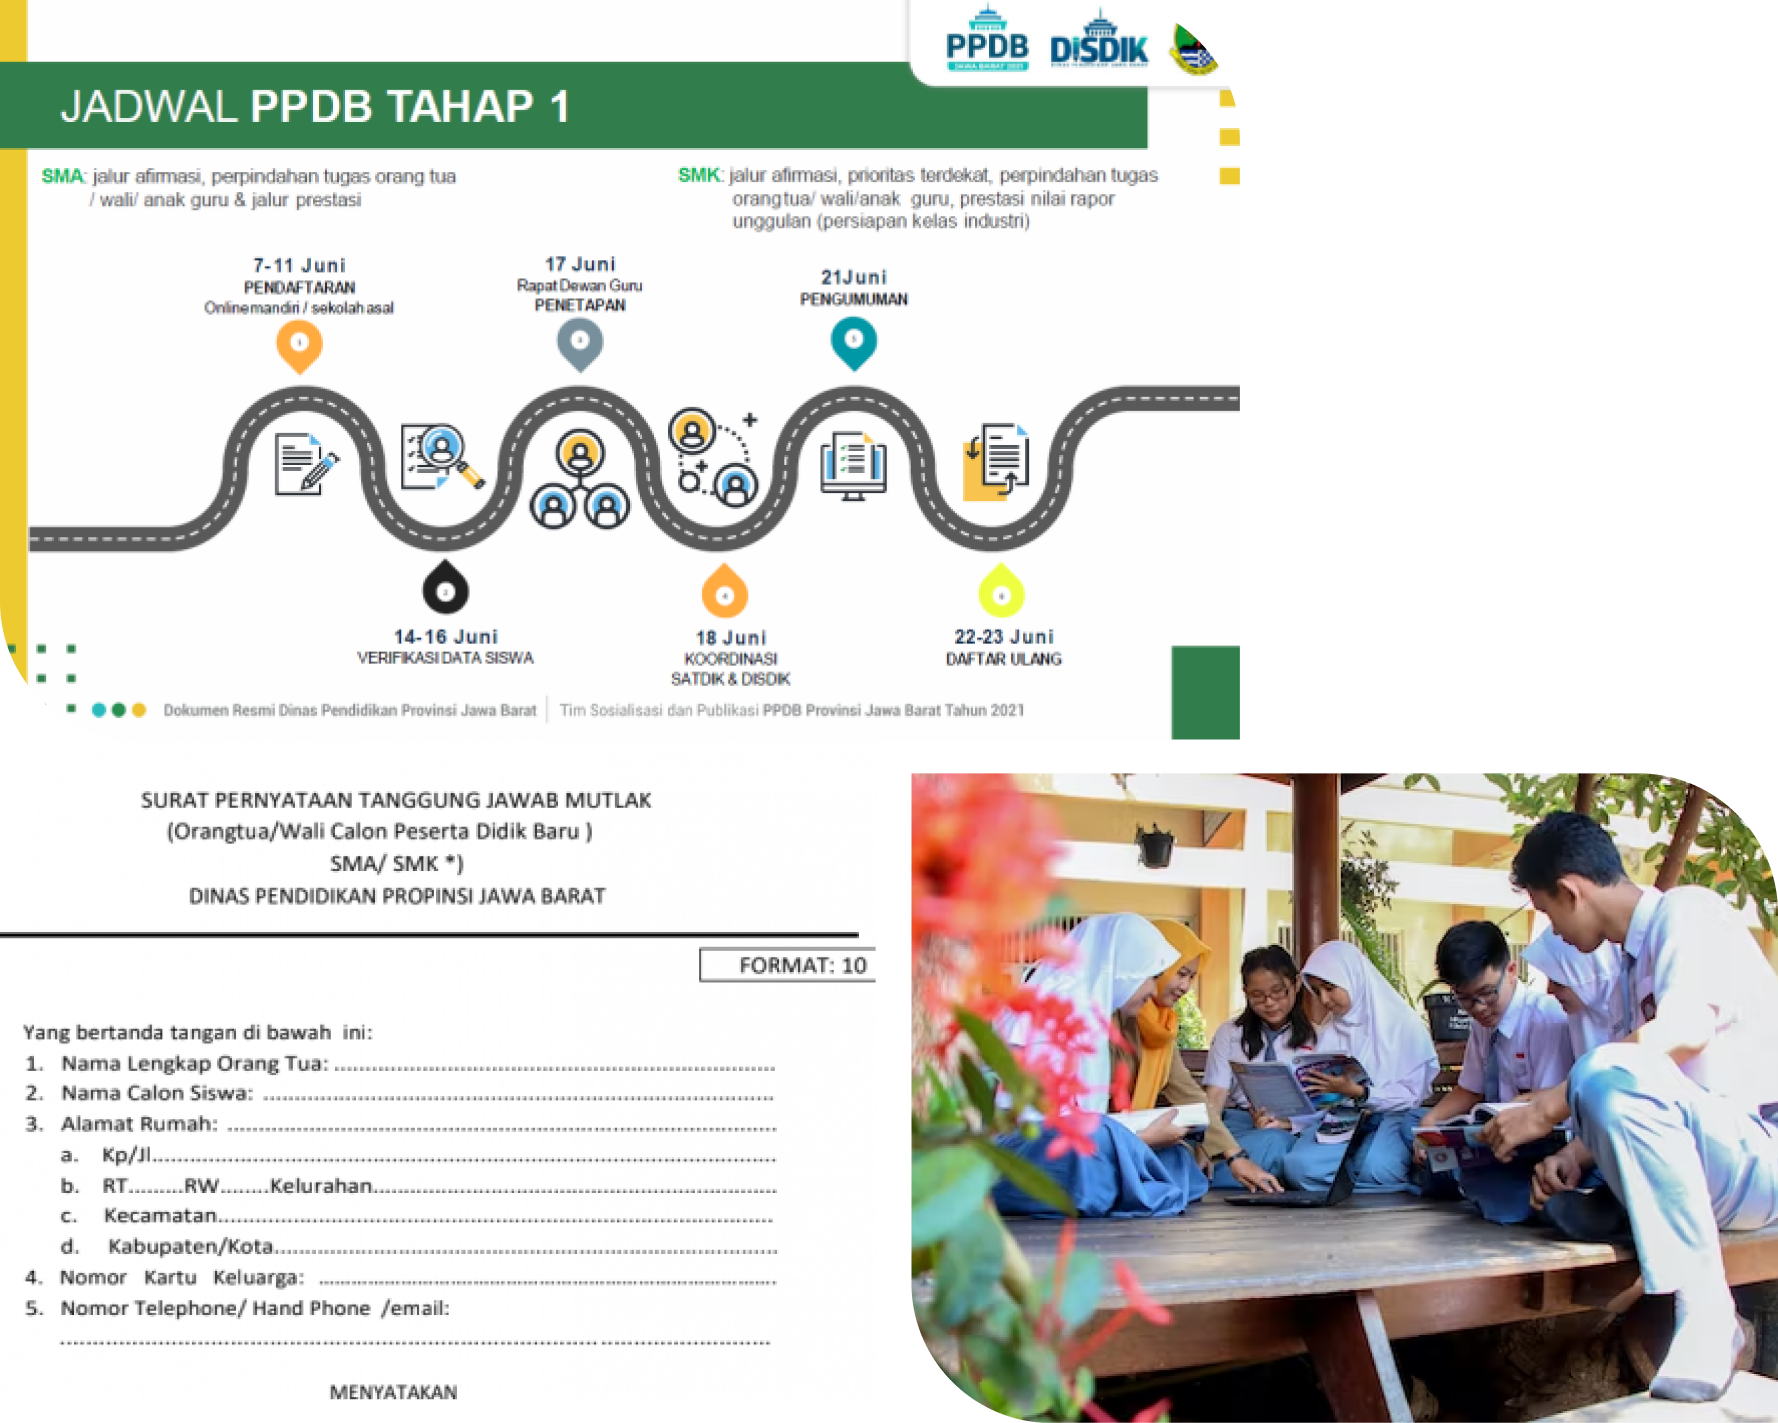 PPDB
JAWA BARAT 2021
DISDIK
JADWAL PPDB TAHAP 1
SMA: jalur afirmasi, perpindahan tugas orang tua
/ wali/ anak guru & jalur prestasi
SMK: jalur afirmasi, prioritas terdekat, perpindahan tugas
orangtua/ wali/anak guru, prestasi nilai rapor
unggulan (persiapan kelas industri)
7-11 Juni
PENDAFTARAN
Online mandiri / sekolah asal
1
17 Juni
Rapat Dewan Guru
PENETAPAN
3
21Juni
PENGUMUMAN
5
2
14-16 Juni
VERIFIKASI DATA SISWA
4
18 Juni
KOORDINASI
SATDIK & DISDIK
6
22-23 Juni
DAFTAR ULANG
Dokumen Resmi Dinas Pendidikan Provinsi Jawa Barat
Tim Sosialisasi dan Publikasi PPDB Provinsi Jawa Barat Tahun 2021
SURAT PERNYATAAN TANGGUNG JAWAB MUTLAK
(Orangtua/Wali Calon Peserta Didik Baru )
SMA/ SMK *)
DINAS PENDIDIKAN PROPINSI JAWA BARAT
FORMAT: 10
Yang bertanda tangan di bawah ini:
1. Nama Lengkap Orang Tua: ........................................
2. Nama Calon Siswa: ........................................
3. Alamat Rumah: ........................................
a. Kp/Jl........................................
b. RT.........RW........Kelurahan........................................
c. Kecamatan........................................
d. Kabupaten/Kota........................................
4. Nomor Kartu Keluarga: ........................................
5. Nomor Telephone/ Hand Phone /email:
........................................
MENYATAKAN